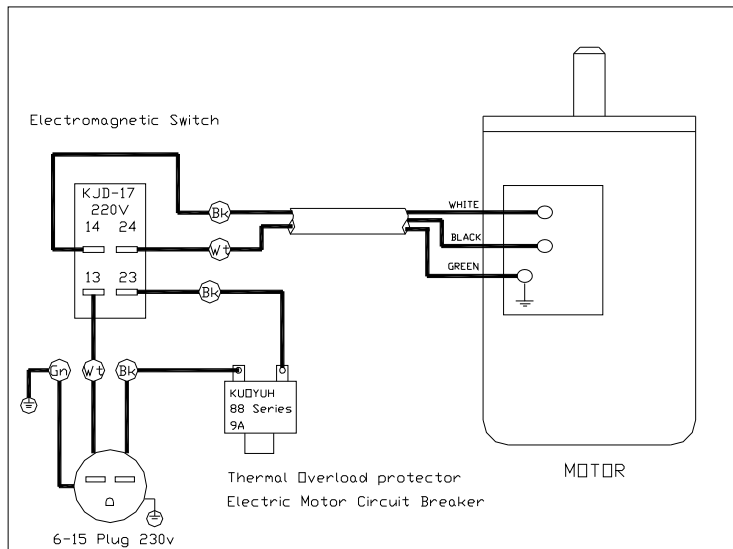 Electromagnetic Switch
KJD-17
220V
14 24
13 23
Bk
Wt
Bk
WHITE
BLACK
GREEN
Gn Wt Bk
KUOYUH
88 Series
9A
MOTOR
Thermal Overload protector
Electric Motor Circuit Breaker
6-15 Plug 230v